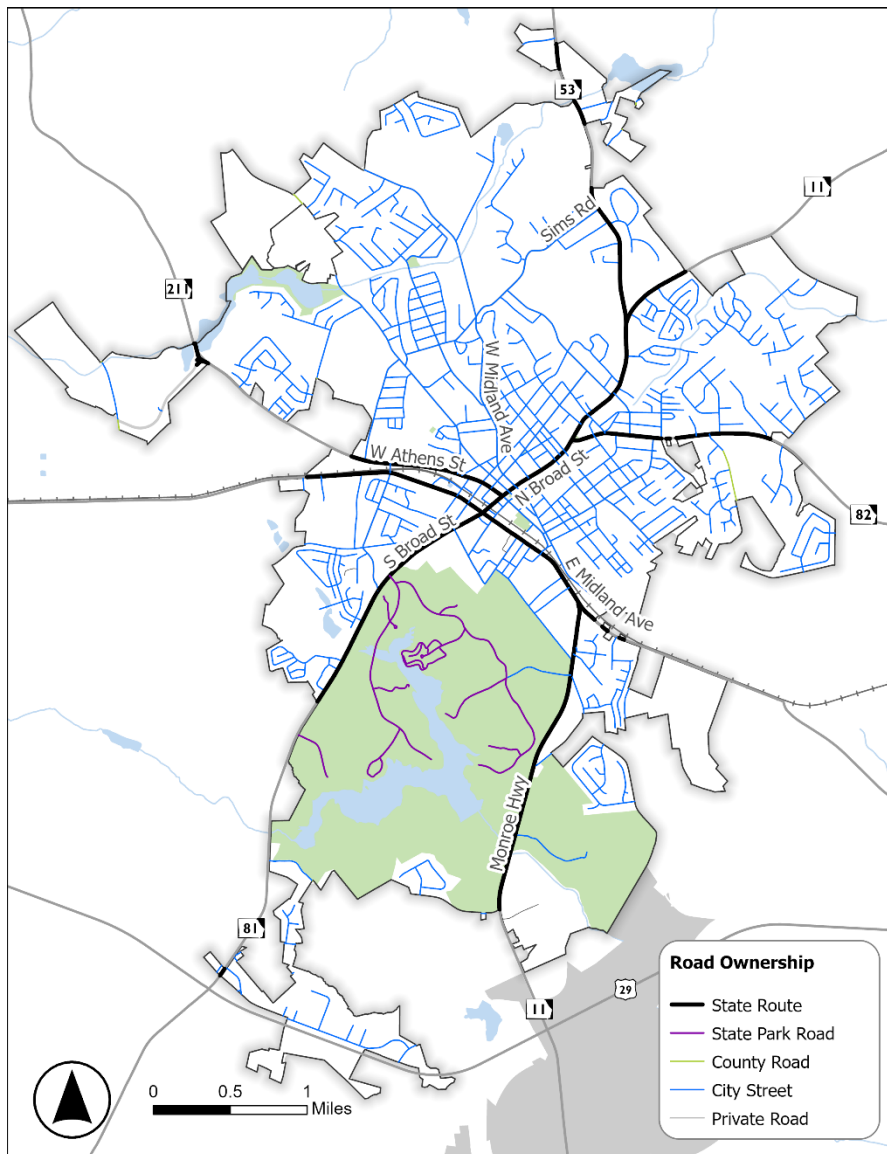 53
11
Sims Rd
211
W Midland Ave
W Athens St
N Broad St
82
S Broad St
E Midland Ave
Monroe Hwy
81
29
11
Road Ownership
State Route
State Park Road
County Road
City Street
Private Road
0 0.5 1
Miles